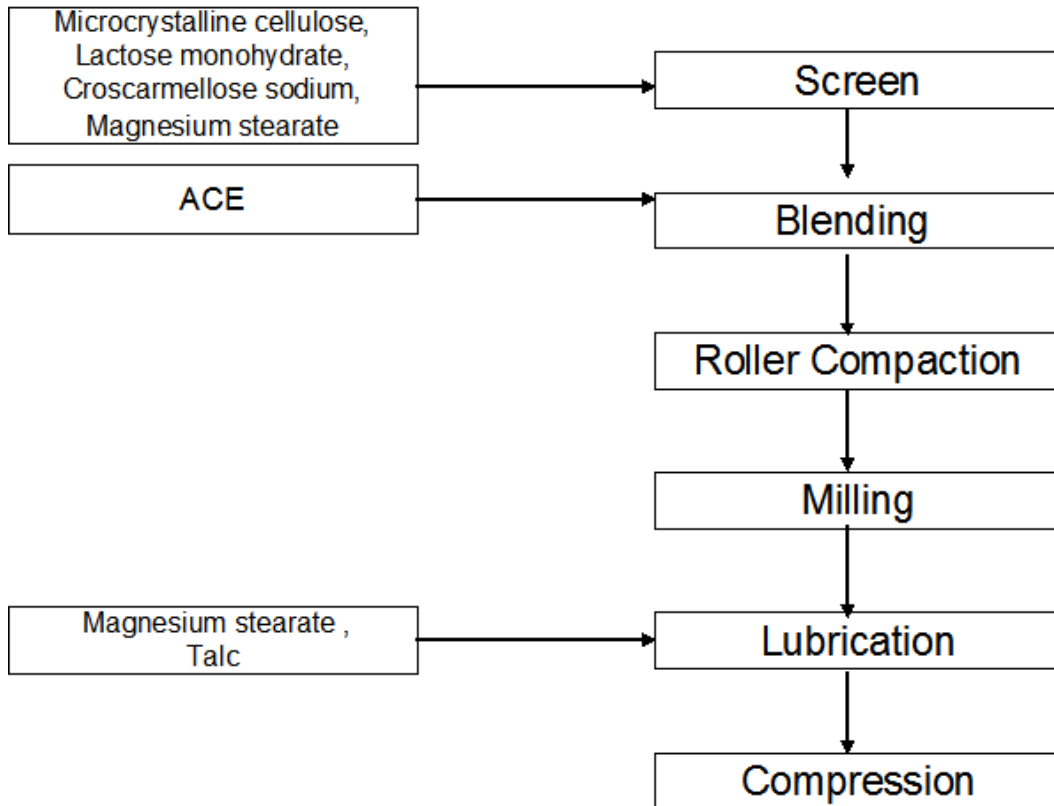 Microcrystalline cellulose,
Lactose monohydrate,
Croscarmellose sodium,
Magnesium stearate
Screen
ACE
Blending
Roller Compaction
Milling
Magnesium stearate ,
Talc
Lubrication
Compression